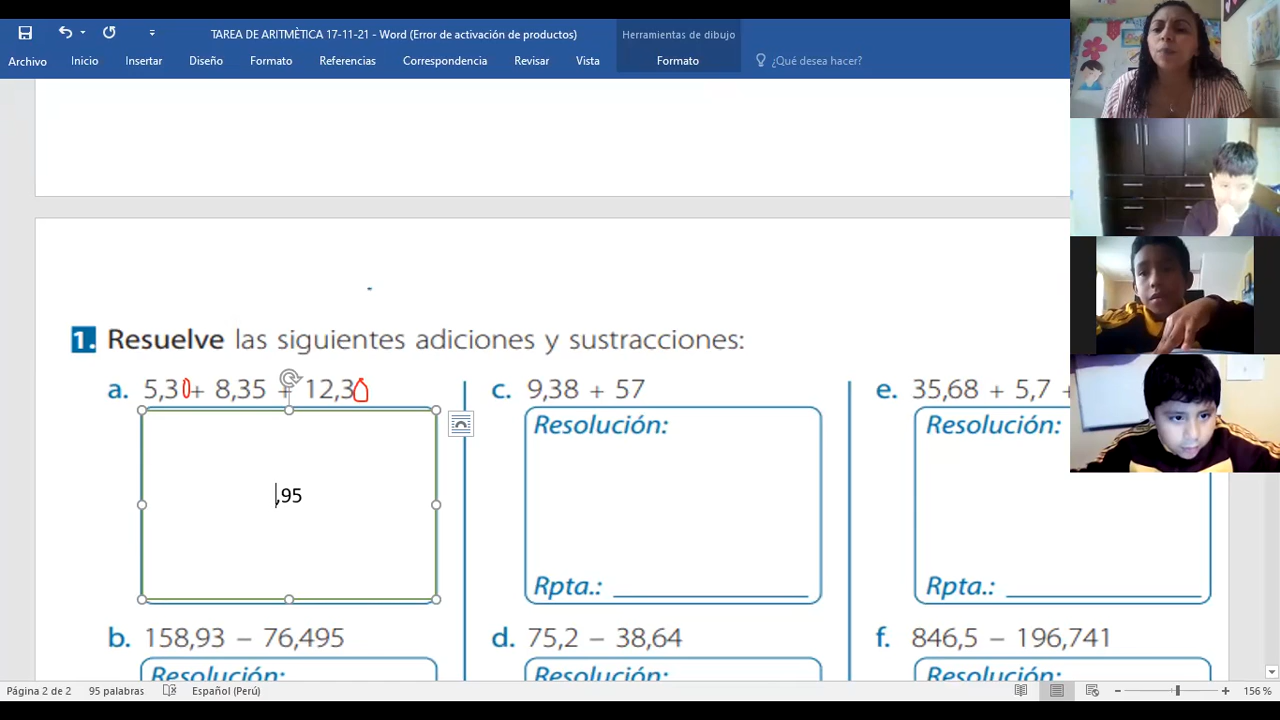 TAREA DE ARITMÈTICA 17-11-21 - Word (Error de activación de productos)
Herramientas de dibujo
Archivo Inicio Insertar Diseño Formato Referencias Correspondencia Revisar Vista Formato ¿Qué desea hacer?
1. Resuelve las siguientes adiciones y sustracciones:
a. 5,30 + 8,35 + 12,30
,95
c. 9,38 + 57
Resolución:
Rpta.:
e. 35,68 + 5,7 +
Resolución:
Rpta.:
b. 158,93 – 76,495
Resolución:
d. 75,2 – 38,64
Resolución:
f. 846,5 – 196,741
Resolución:
Página 2 de 2 95 palabras Español (Perú) 156 %